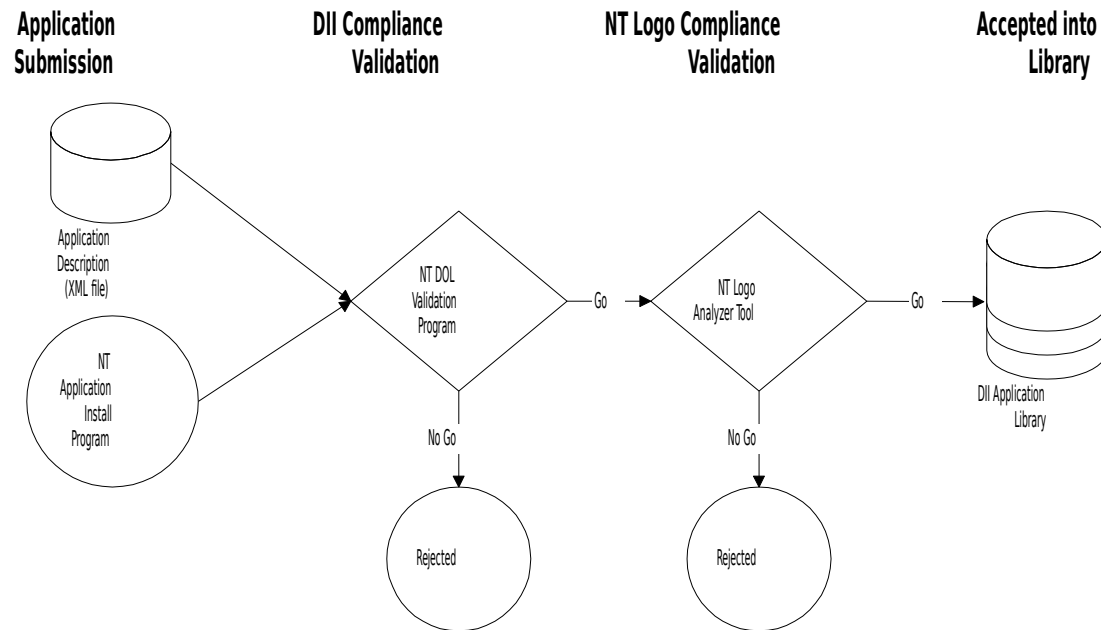 Application
Submission
DII Compliance
Validation
NT Logo Compliance
Validation
Accepted into
Library
Application
Description
(XML file)
NT
Application
Install
Program
NT DOL
Validation
Program
Go
No Go
Rejected
NT Logo
Analyzer Tool
Go
No Go
Rejected
DII Application
Library